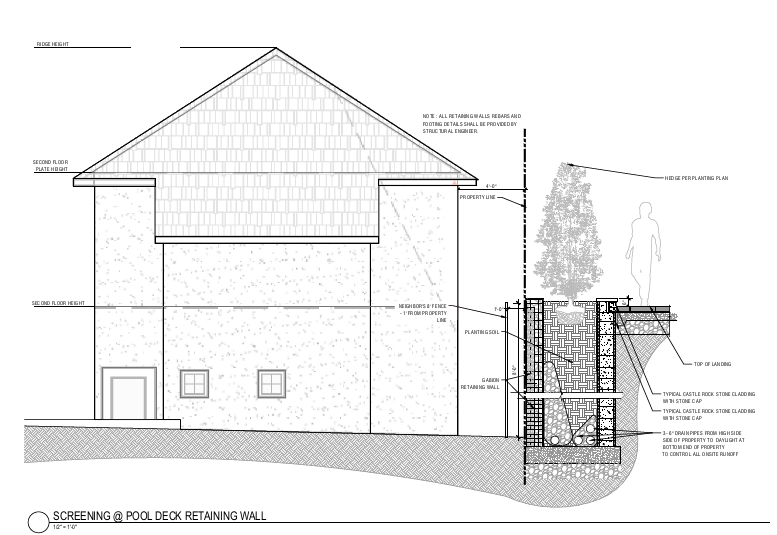 RIDGE HEIGHT
NOTE: ALL RETAINING WALLS REBARS AND
FOOTING DETAILS SHALL BE PROVIDED BY
STRUCTURAL ENGINEER.
SECOND FLOOR
PLATE HEIGHT
HEDGE PER PLANTING PLAN
4'-0"
PROPERTY LINE
SECOND FLOOR HEIGHT
NEIGHBORS 8' FENCE
- 1' FROM PROPERTY
LINE
1'-0"
PLANTING SOIL
TOP OF LANDING
GABION
RETAINING WALL
TYPICAL CASTLE ROCK STONE CLADDING
WITH STONE CAP
TYPICAL CASTLE ROCK STONE CLADDING
WITH STONE CAP
3- 6" DRAIN PIPES FROM HIGH SIDE
SIDE OF PROPERTY TO DAYLIGHT AT
BOTTOM END OF PROPERTY
TO CONTROL ALL ONSITE RUNOFF
SCREENING @ POOL DECK RETAINING WALL
1/2" = 1'-0"